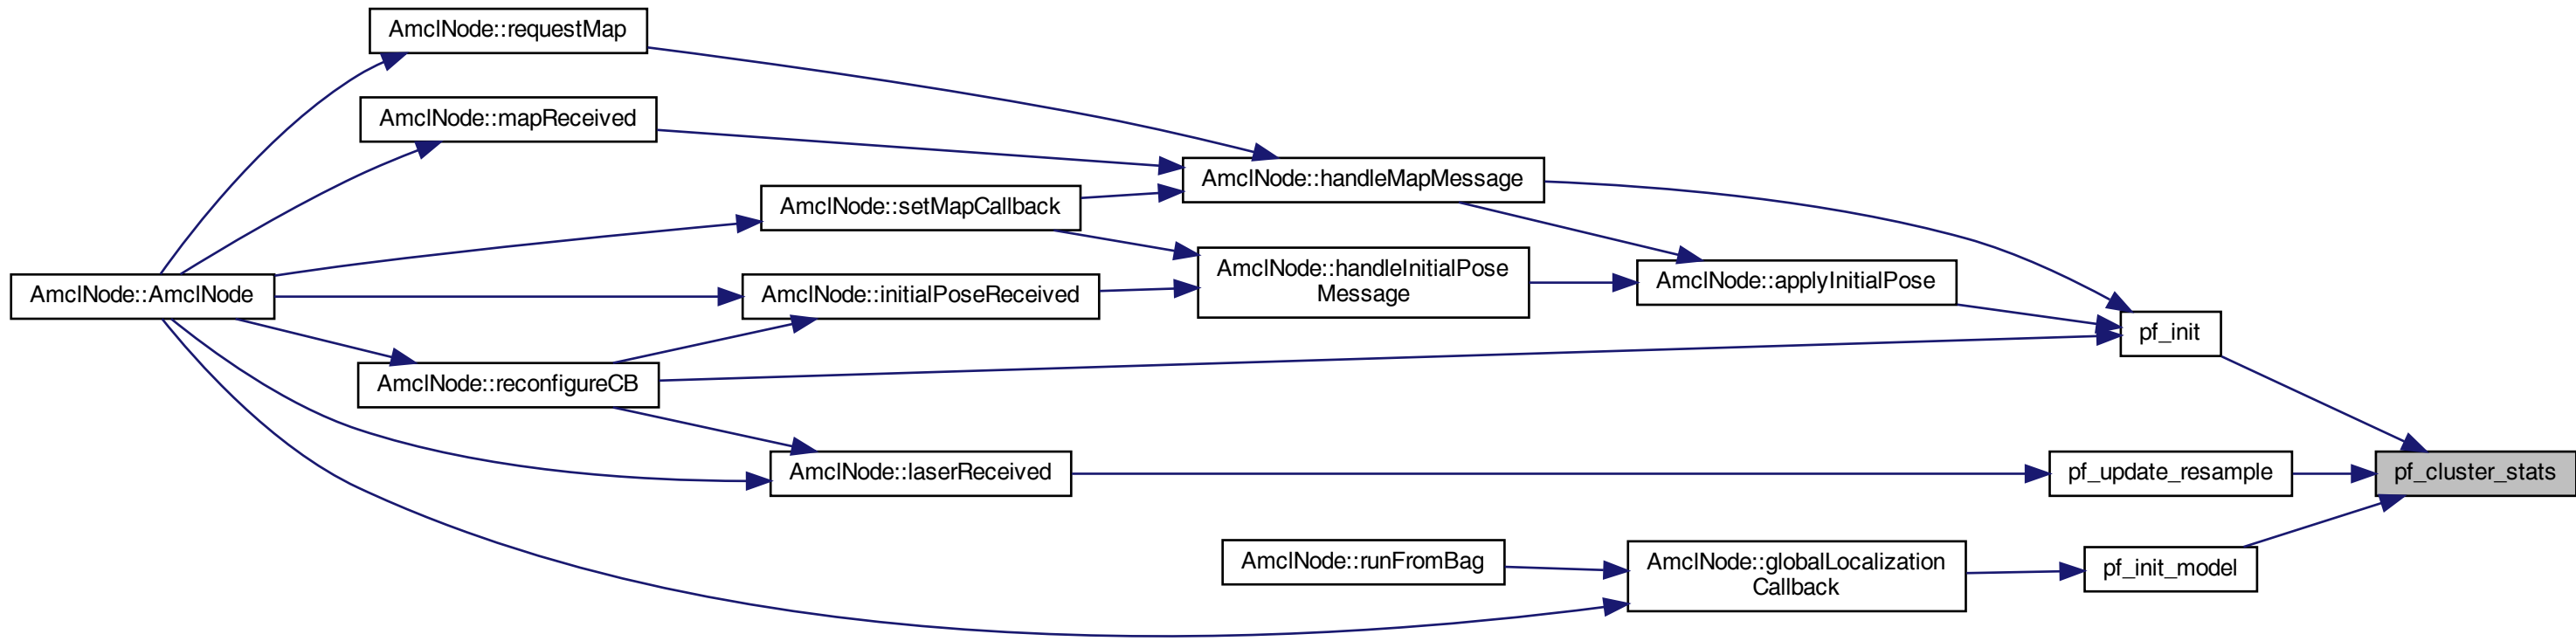 AmclNode::requestMap
AmclNode::mapReceived
AmclNode::handleMapMessage
AmclNode::setMapCallback
AmclNode::handleInitialPose
Message
AmclNode::applyInitialPose
AmclNode::AmclNode
AmclNode::initialPoseReceived
pf_init
AmclNode::reconfigureCB
AmclNode::laserReceived
pf_update_resample
pf_cluster_stats
AmclNode::runFromBag
AmclNode::globalLocalization
Callback
pf_init_model